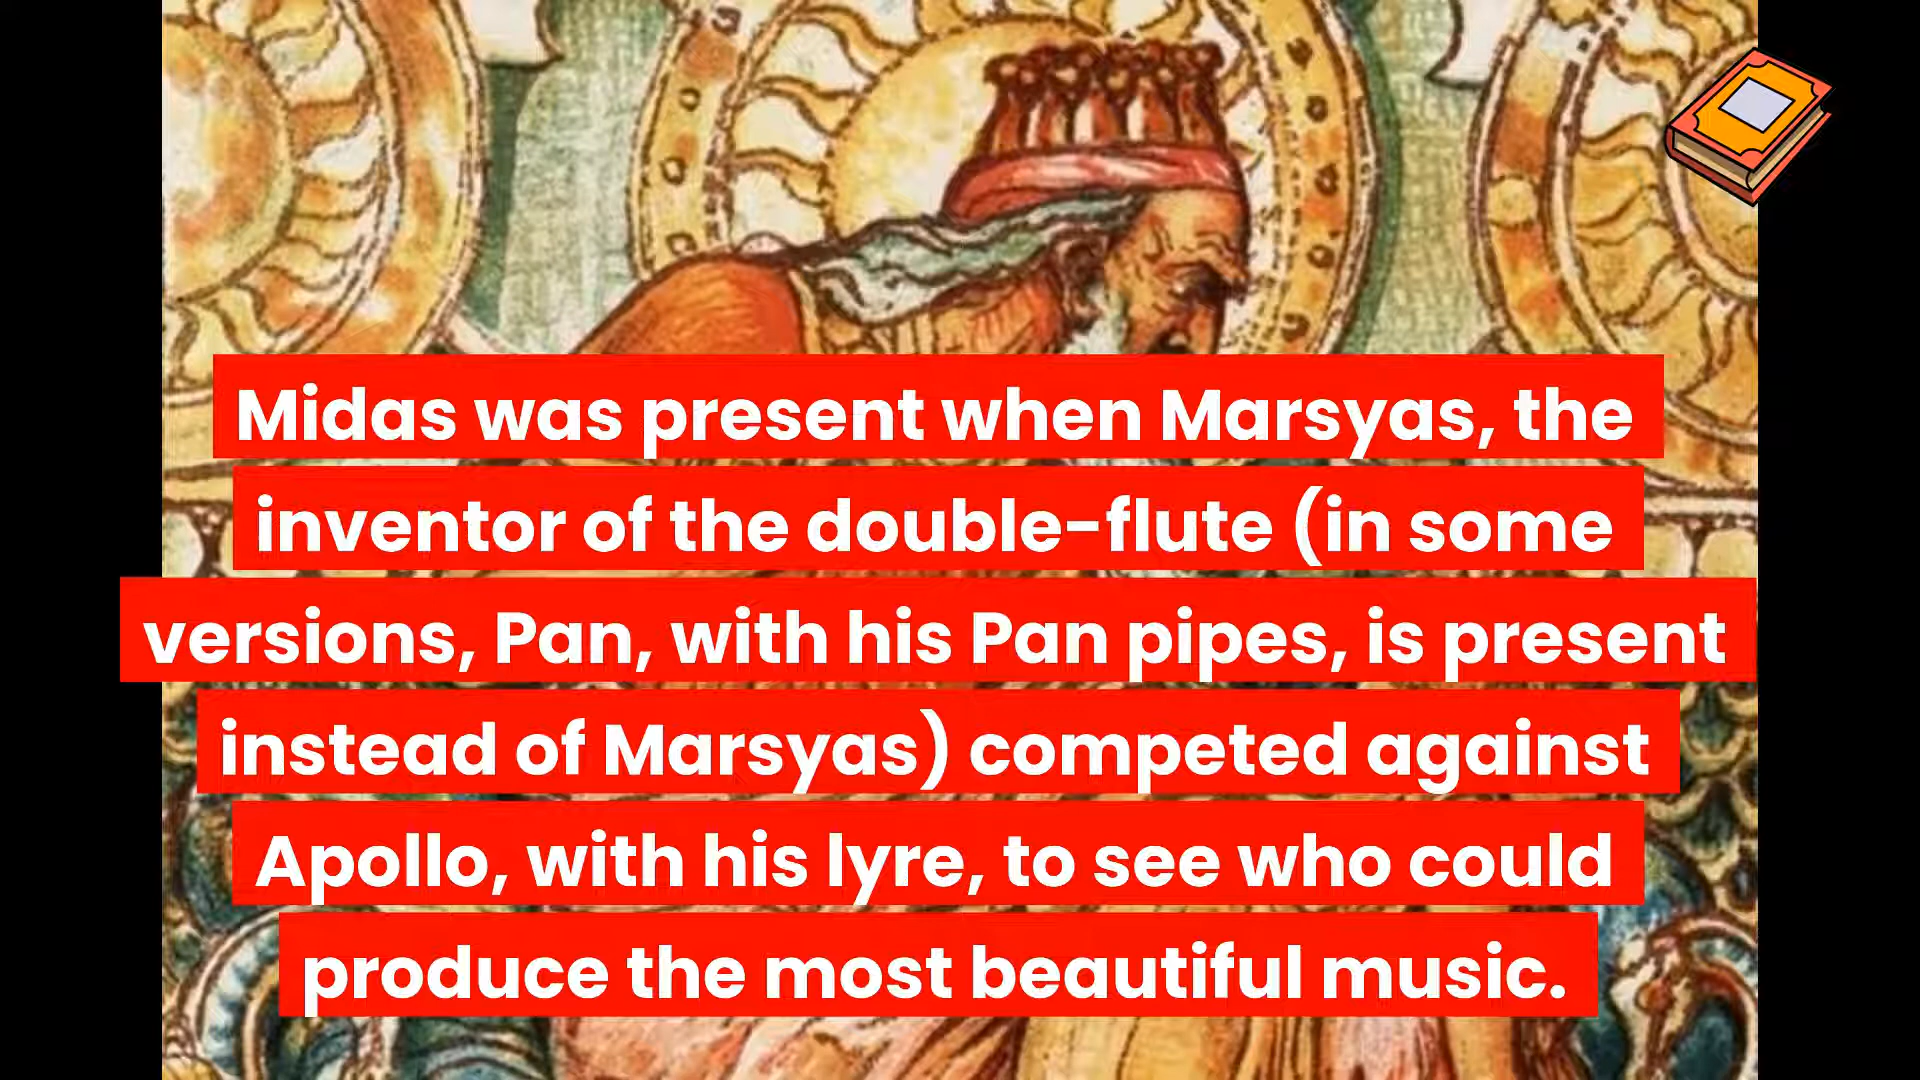 Midas was present when Marsyas, the
inventor of the double-flute (in some
versions, Pan, with his Pan pipes, is present
instead of Marsyas) competed against
Apollo, with his lyre, to see who could
produce the most beautiful music.